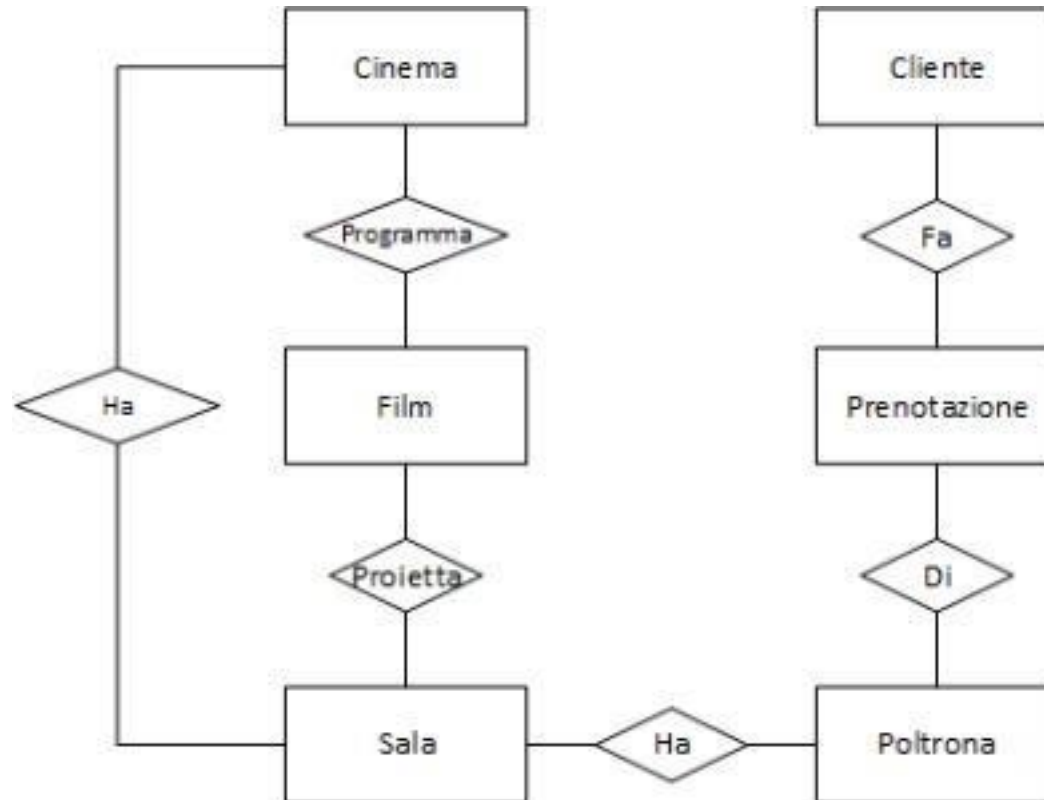 Cinema
Cliente
Programma
Fa
Ha
Film
Prenotazione
Proietta
Di
Sala
Ha
Poltrona